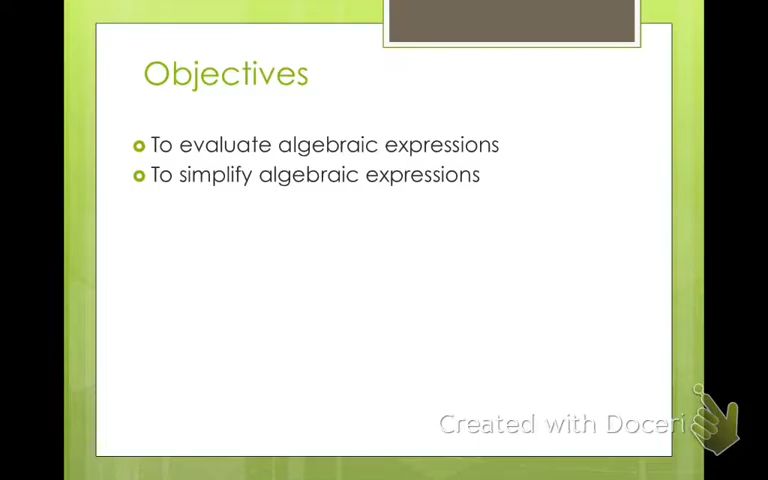 Objectives
To evaluate algebraic expressions
To simplify algebraic expressions
Created with Doceri